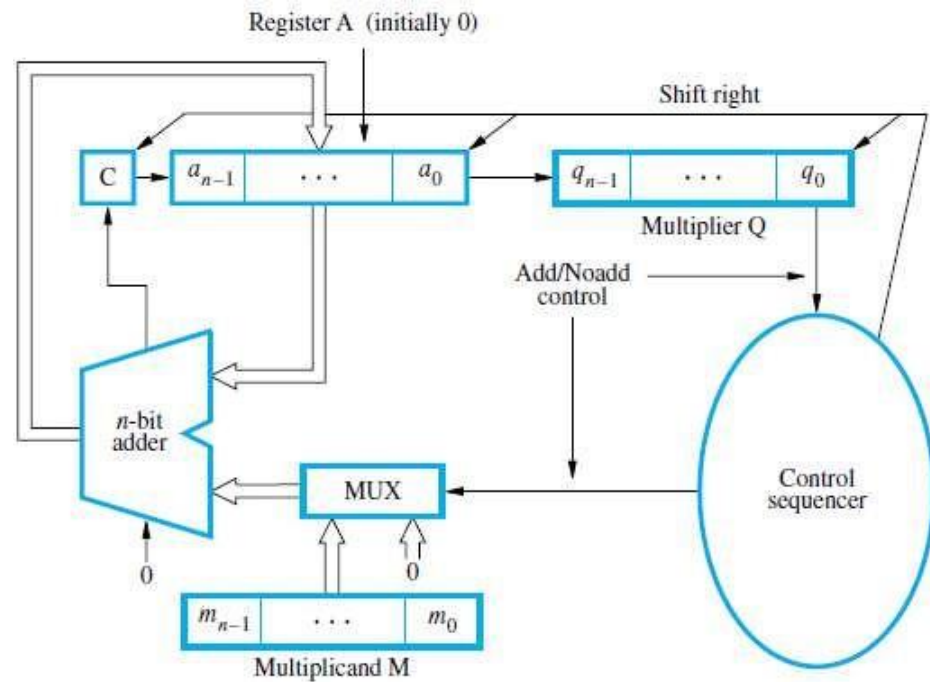 Register A (initially 0)
Shift right
C
a_{n-1} · · · a_0
q_{n-1} · · · q_0
Multiplier Q
Add/Noadd
control
n-bit
adder
MUX
Control
sequencer
0
0
m_{n-1} · · · m_0
Multiplicand M